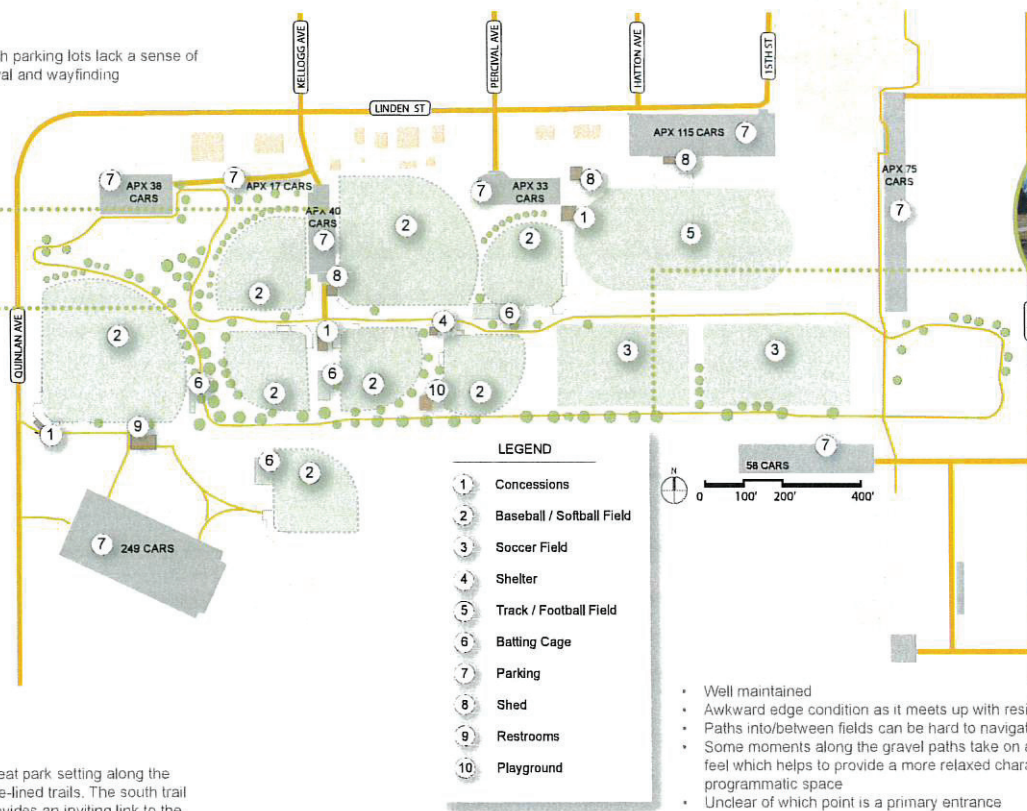 h parking lots lack a sense of
al and wayfinding
KELLOGG AVE
PERCIVAL AVE
HATTON AVE
15TH ST
LINDEN ST
QUINLAN AVE
APX 115 CARS
7
8
APX 38
CARS
7
APX 17 CARS
7
APX 40
CARS
7
8
APX 33
CARS
7
8
1
APX 75
CARS
7
2
2
2
5
6
4
1
2
2
6
2
10
2
3
3
6
1
9
6
2
7
249 CARS
7
58 CARS
N
0 100' 200' 400'
LEGEND
1 Concessions
2 Baseball / Softball Field
3 Soccer Field
4 Shelter
5 Track / Football Field
6 Batting Cage
7 Parking
8 Shed
9 Restrooms
10 Playground
• Well maintained
• Awkward edge condition as it meets up with resi
• Paths into/between fields can be hard to navigat
• Some moments along the gravel paths take on a
feel which helps to provide a more relaxed chara
programmatic space
• Unclear of which point is a primary entrance
eat park setting along the
e-lined trails. The south trail
ovides an inviting link to the